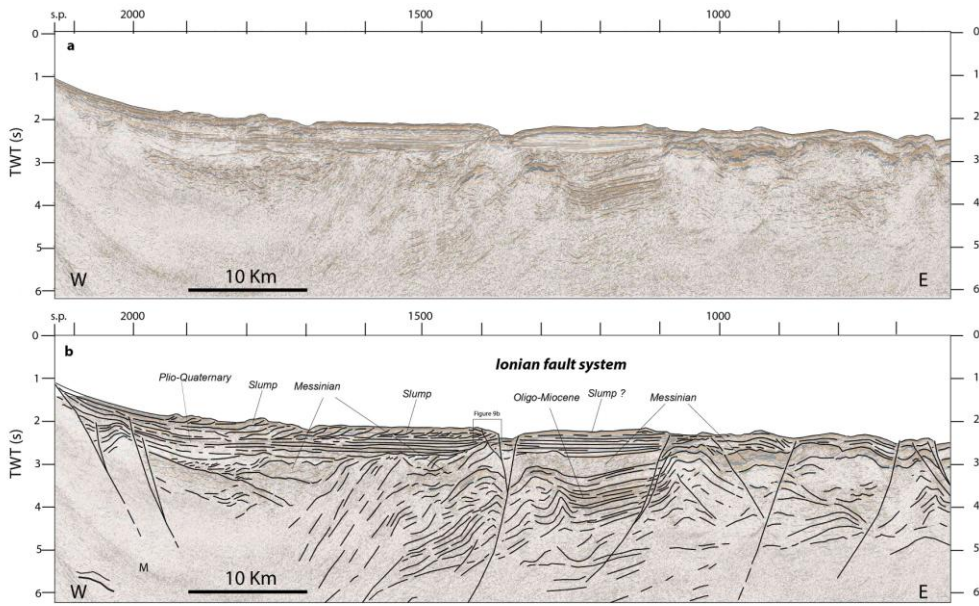 s.p. 2000 1500 1000
0 0
a
1 1
2 2
TWT (s)
3 3
4 4
5 5
10 Km
W E
6 6
s.p. 2000 1500 1000
0 0
b
Ionian fault system
1 1
Plio-Quaternary Slump Messinian Slump Oligo-Miocene Slump ? Messinian
Figure 9b
2 2
TWT (s)
3 3
4 4
5 5
M
10 Km
W E
6 6